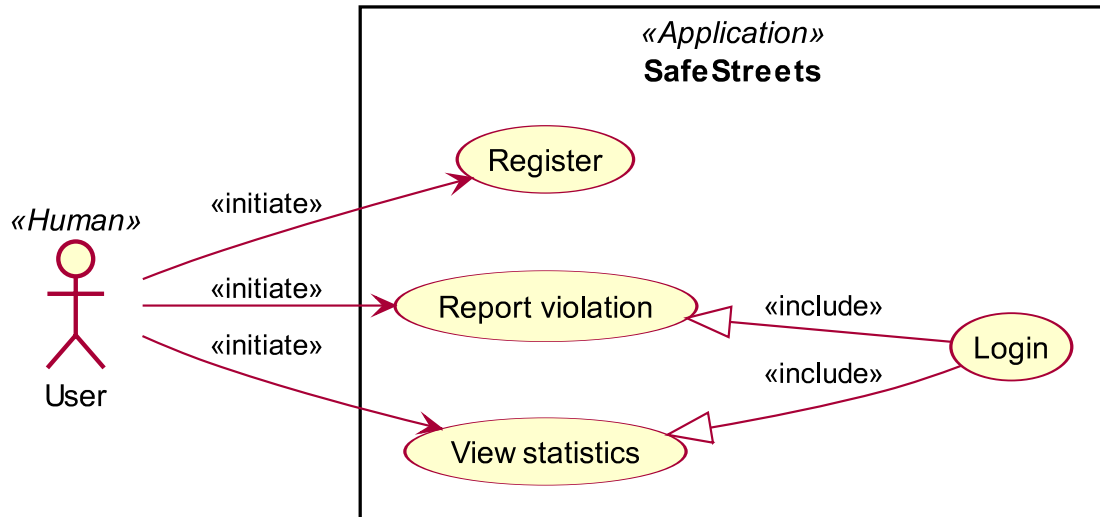 «Application»
SafeStreets
Register
«initiate»
«Human»
«initiate»
Report violation
«include»
«initiate»
Login
«include»
User
View statistics